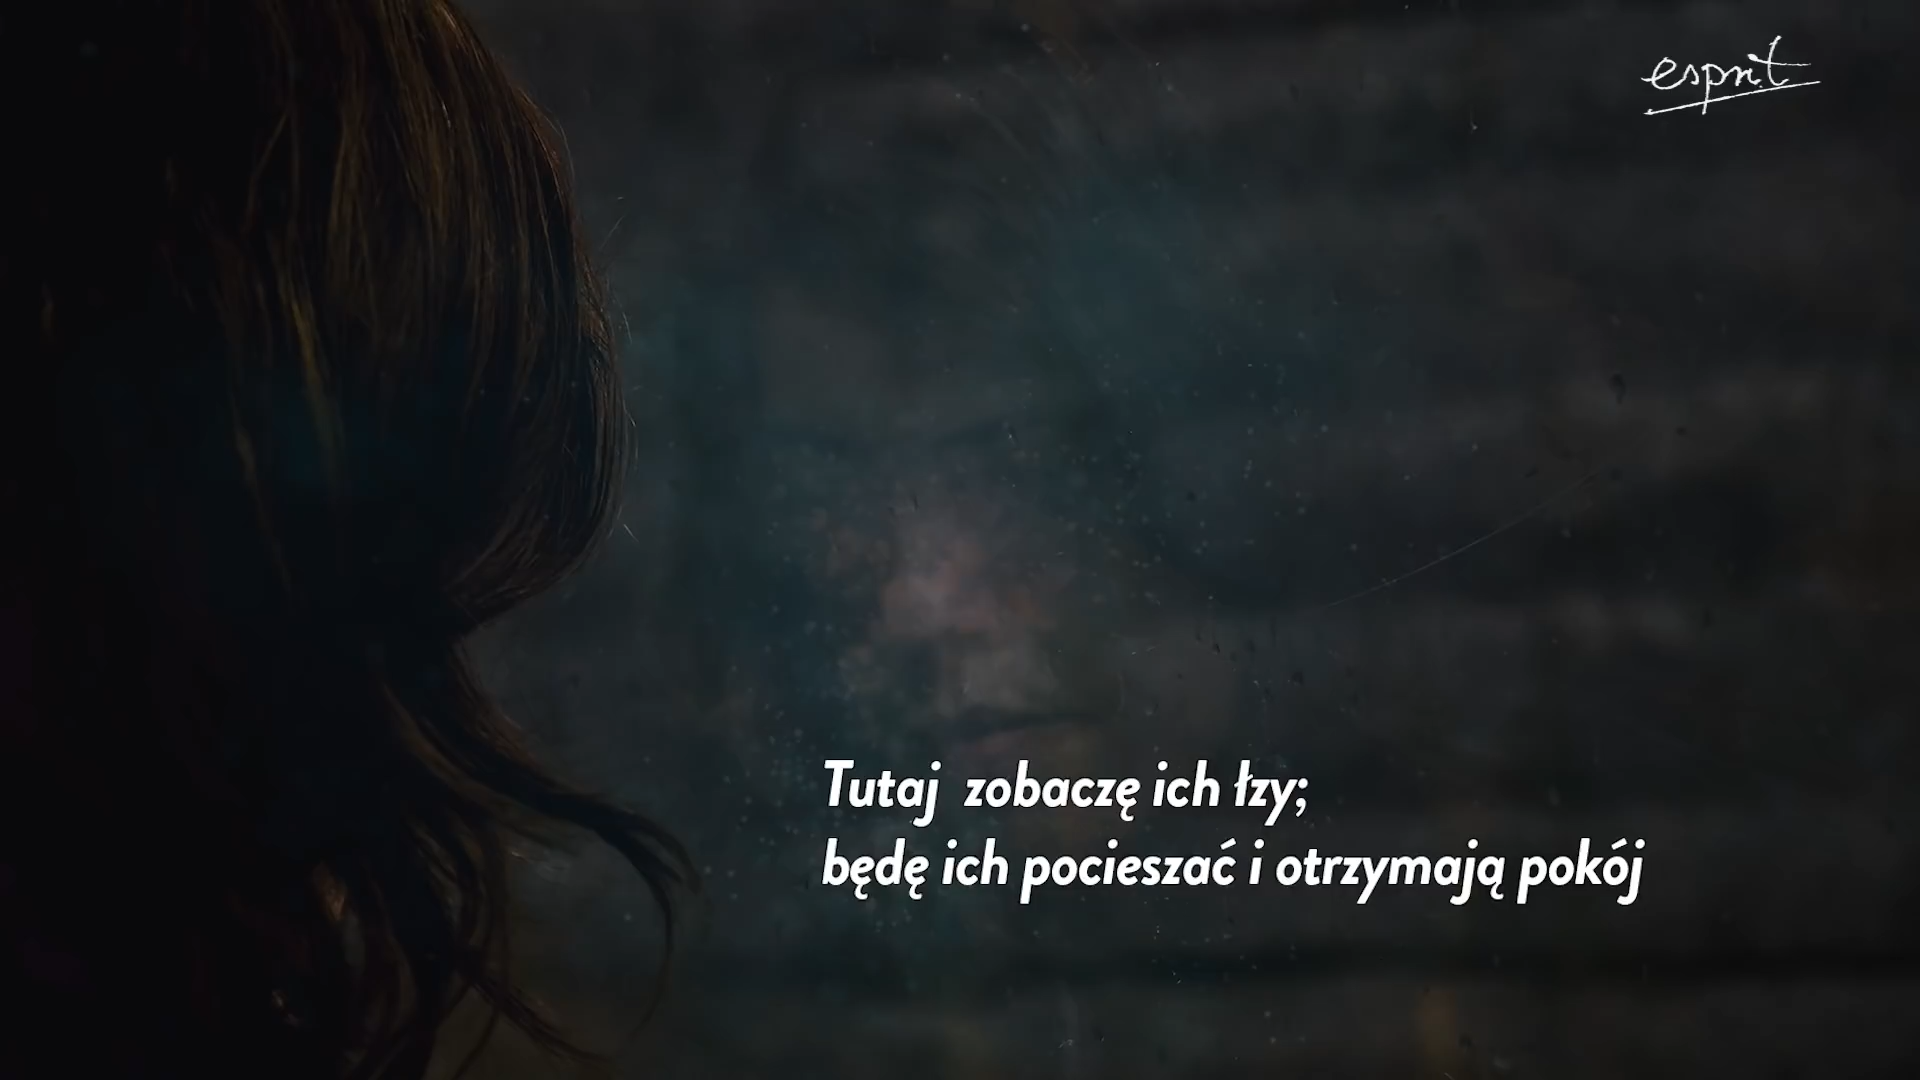 esprit
Tutaj zobaczę ich łzy;
będę ich pocieszać i otrzymają pokój